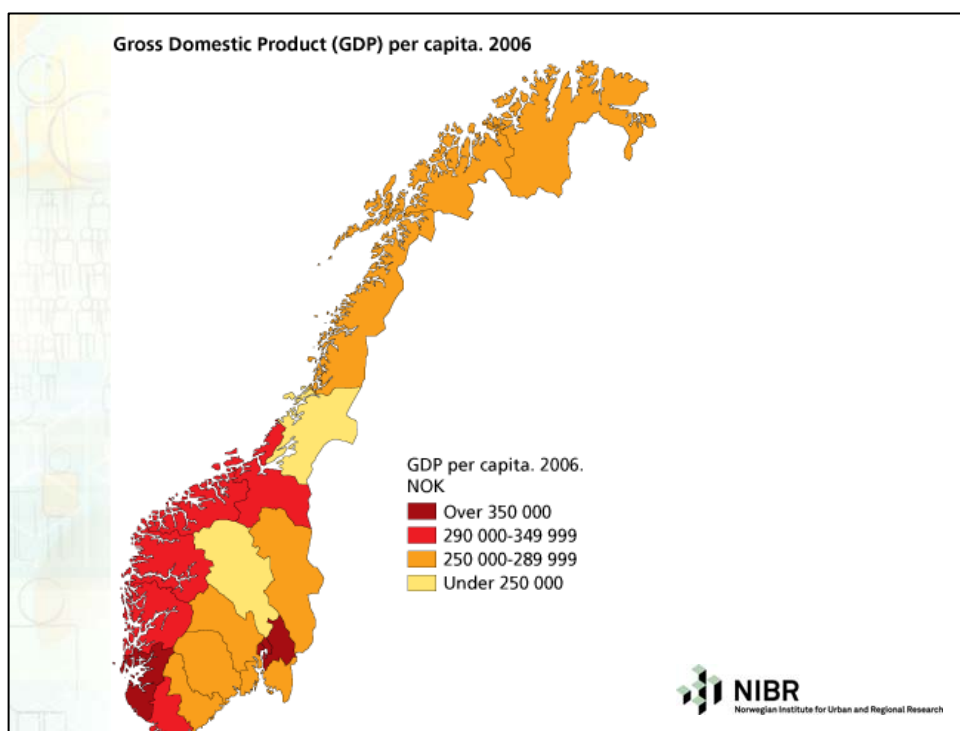 Gross Domestic Product (GDP) per capita. 2006
GDP per capita. 2006.
NOK
Over 350 000
290 000-349 999
250 000-289 999
Under 250 000
NIBR
Norwegian Institute for Urban and Regional Research